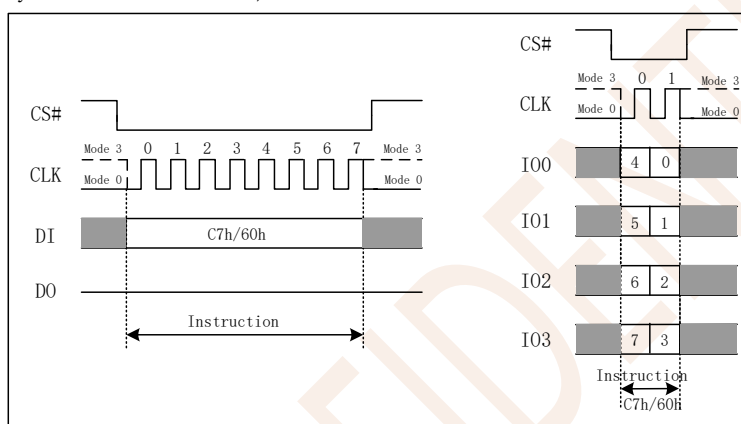 CS#
Mode 3 0 1 2 3 4 5 6 7 Mode 3
CLK
Mode 0 Mode 0
DI C7h/60h
DO
Instruction
CS#
Mode 3 0 1 Mode 3
CLK
Mode 0 Mode 0
IO0 4 0
IO1 5 1
IO2 6 2
IO3 7 3
Instruction
C7h/60h